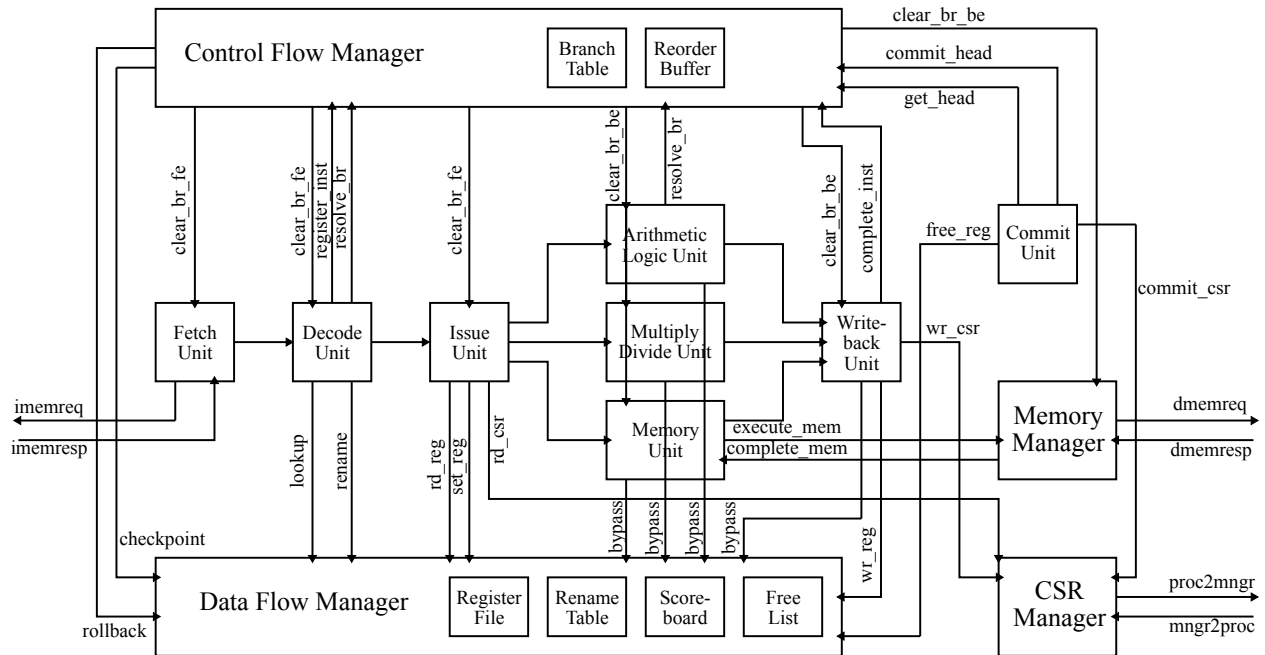 clear_br_be
Control Flow Manager
Branch
Table
Reorder
Buffer
commit_head
get_head
clear_br_fe
clear_br_fe
register_inst
resolve_br
clear_br_fe
clear_br_be
resolve_br
clear_br_be
complete_inst
Arithmetic
Logic Unit
free_reg
Commit
Unit
commit_csr
Fetch
Unit
Decode
Unit
Issue
Unit
Multiply
Divide Unit
Write-
back
Unit
wr_csr
imemreq
imemresp
lookup
rename
rd_reg
set_reg
rd_csr
Memory
Unit
execute_mem
complete_mem
Memory
Manager
dmemreq
dmemresp
checkpoint
bypass
bypass
bypass
bypass
wr_reg
Data Flow Manager
Register
File
Rename
Table
Score-
board
Free
List
CSR
Manager
proc2mngr
mngr2proc
rollback